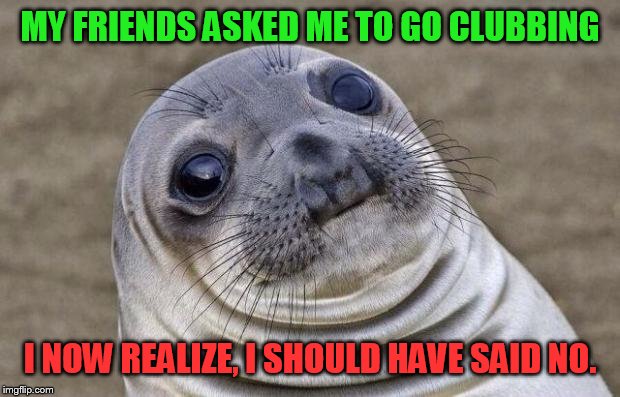 MY FRIENDS ASKED ME TO GO CLUBBING
I NOW REALIZE, I SHOULD HAVE SAID NO.
imgflip.com